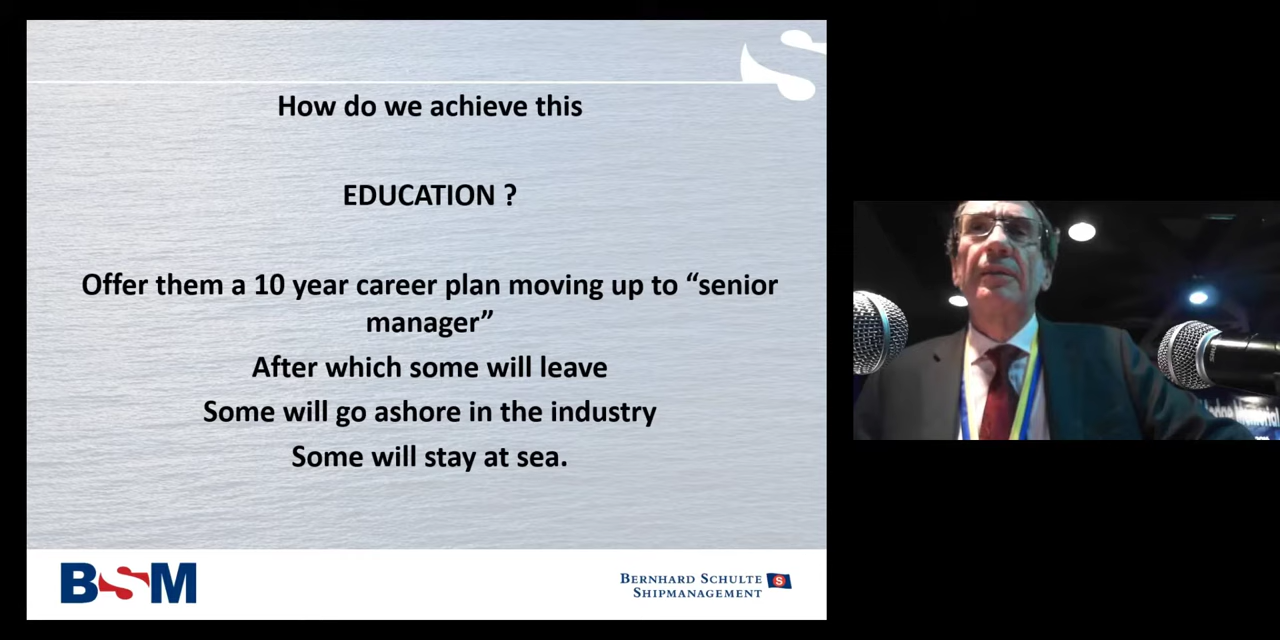 How do we achieve this
EDUCATION ?
Offer them a 10 year career plan moving up to “senior
manager”
After which some will leave
Some will go ashore in the industry
Some will stay at sea.
BSM
BERNHARD SCHULTE
SHIPMANAGEMENT
S